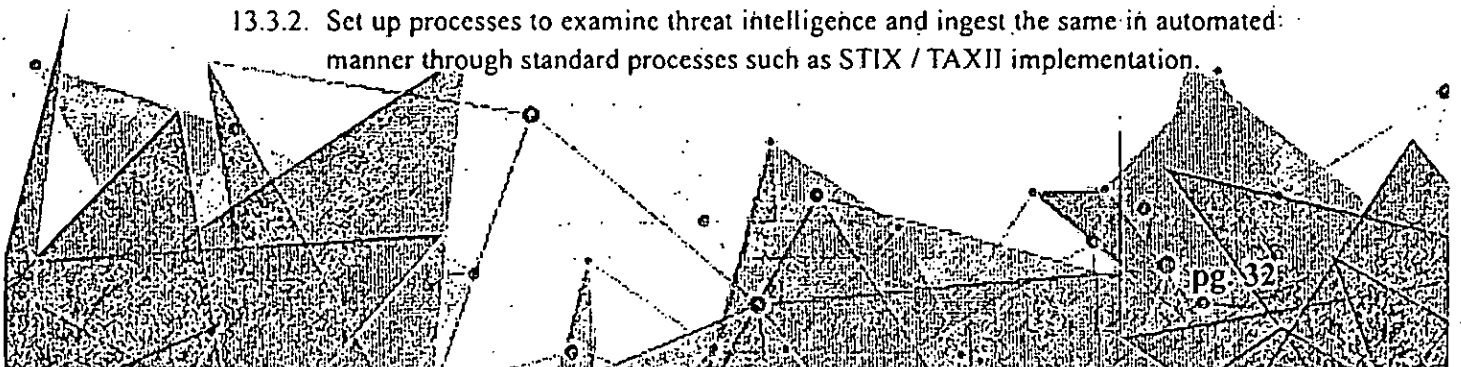 13.3.2. Set up processes to examine threat intelligence and ingest the same in automated:
manner through standard processes such as STIX / TAXII implementation.
pg. 32